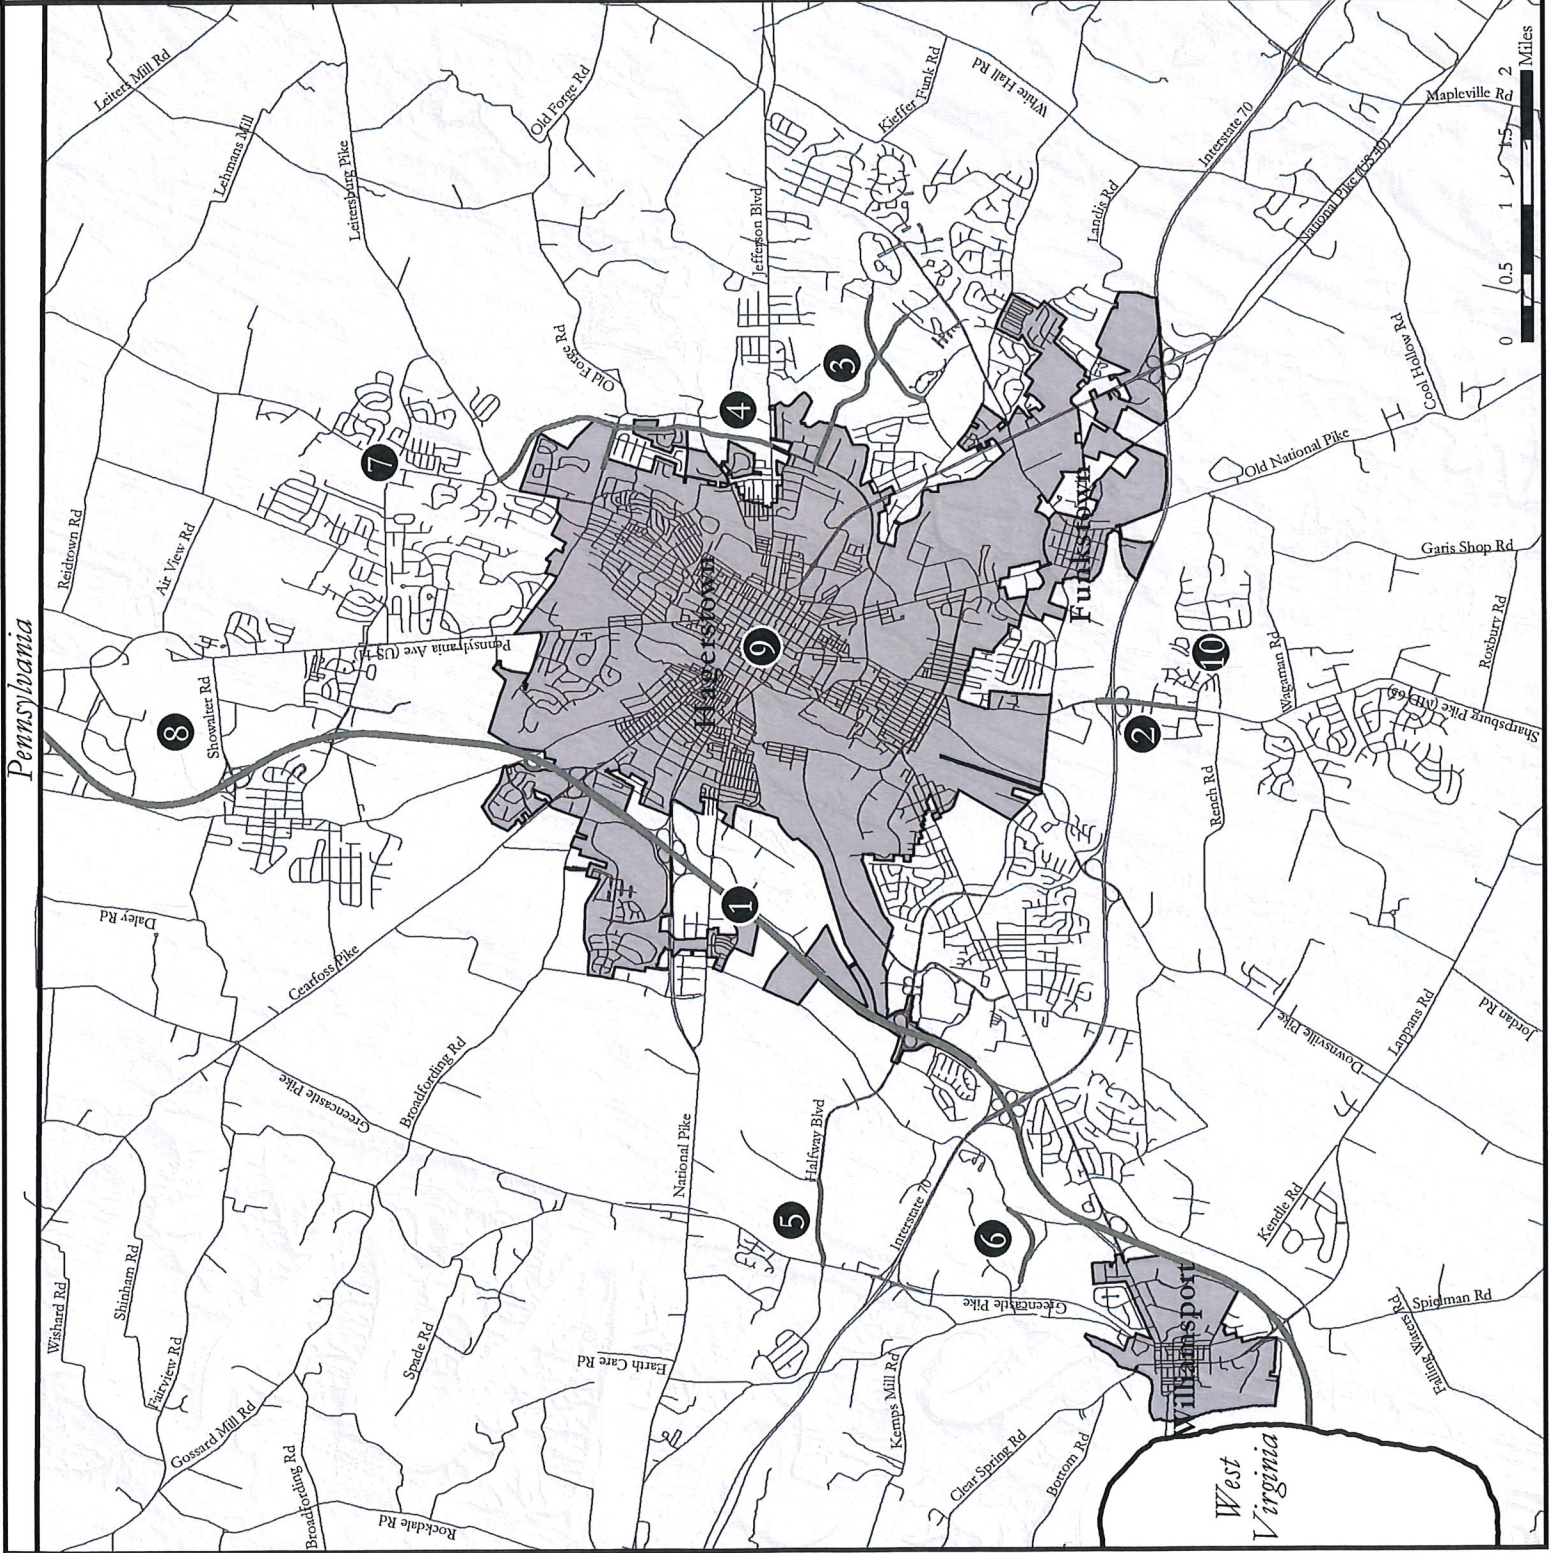 Pennsylvania
Leiters Mill Rd
Lehmans Mill
Leitersburg Pike
Old Forge Rd
Kieffer Funk Rd
White Hall Rd
Interstate 70
Mapleville Rd
National Pike (US 40)
0 0.5 1 1.5 2
Miles
Landis Rd
Jefferson Blvd
Old Forge Rd
Cool Hollow Rd
Old National Pike
Garis Shop Rd
Roxbury Rd
Reidtown Rd
Air View Rd
Pennsylvania Ave (US 11)
Showalter Rd
Hagerstown
Funkstown
Wagaman Rd
Sharpsburg Pike (MD 65)
Rench Rd
7
4
3
9
10
2
8
1
5
6
Daley Rd
Cearfoss Pike
Greencastle Pike
Broadfording Rd
National Pike
Halfway Blvd
Interstate 70
Greencastle Pike
Downsville Pike
Lappans Rd
Jordan Rd
Kendle Rd
Spielman Rd
Falling Waters Rd
Williamsport
Wishard Rd
Shinham Rd
Fairview Rd
Spade Rd
Earth Care Rd
Kemps Mill Rd
Gossard Mill Rd
Broadfording Rd
Rockdale Rd
Clear Spring Rd
Bottom Rd
West
Virginia